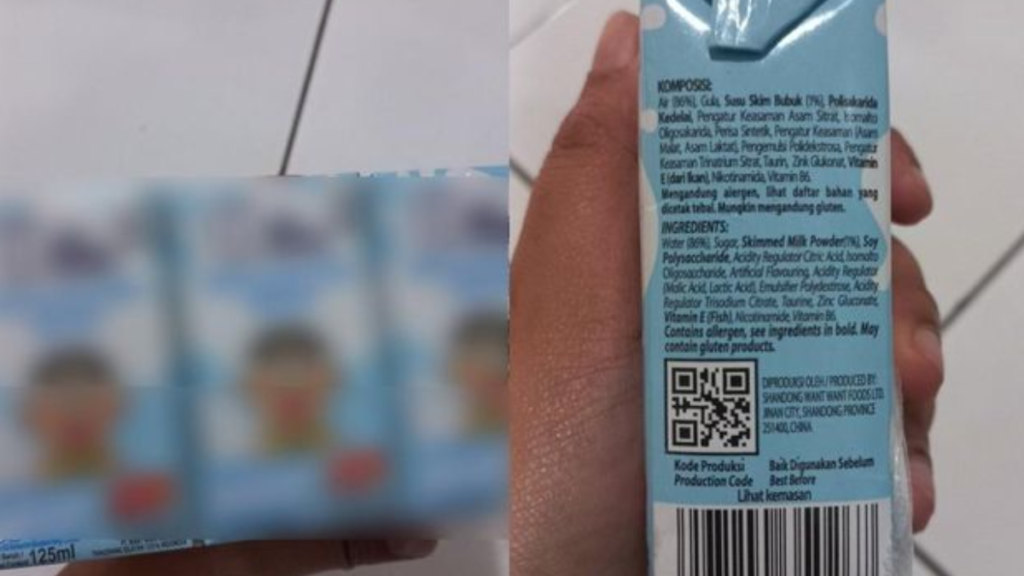 125ml
KOMPOSISI:
Air (86%), Gula, Susu Skim Bubuk (7%), Polisakarida
Kedelai, Pengatur Keasaman Asam Sitrat, Isomalto
Oligosakarida, Perisa Sintetik, Pengatur Keasaman (Asam
Malat, Asam Laktat), Pengemulsi Polidekstrosa, Pengatur
Keasaman Trinatrium Sitrat, Taurin, Zink Glukonat, Vitamin
E (dari Ikan), Nikotinamida, Vitamin B6.
Mengandung alergen, lihat daftar bahan yang
dicetak tebal. Mungkin mengandung gluten.
INGREDIENTS:
Water (86%), Sugar, Skimmed Milk Powder(7%), Soy
Polysaccharide, Acidity Regulator Citric Acid, Isomalto
Oligosaccharide, Artificial Flavouring, Acidity Regulator
(Malic Acid, Lactic Acid), Emulsifier Polydextrose, Acidity
Regulator Trisodium Citrate, Taurine, Zinc Gluconate,
Vitamin E (Fish), Nicotinamide, Vitamin B6.
Contains allergen, see ingredients in bold. May
contain gluten products.
DIPRODUKSI OLEH / PRODUCED BY:
SHANDONG WANT WANT FOODS LTD.
JINAN CITY, SHANDONG PROVINCE
251400, CHINA
Kode Produksi
Production Code
Baik Digunakan Sebelum
Best Before
Lihat kemasan